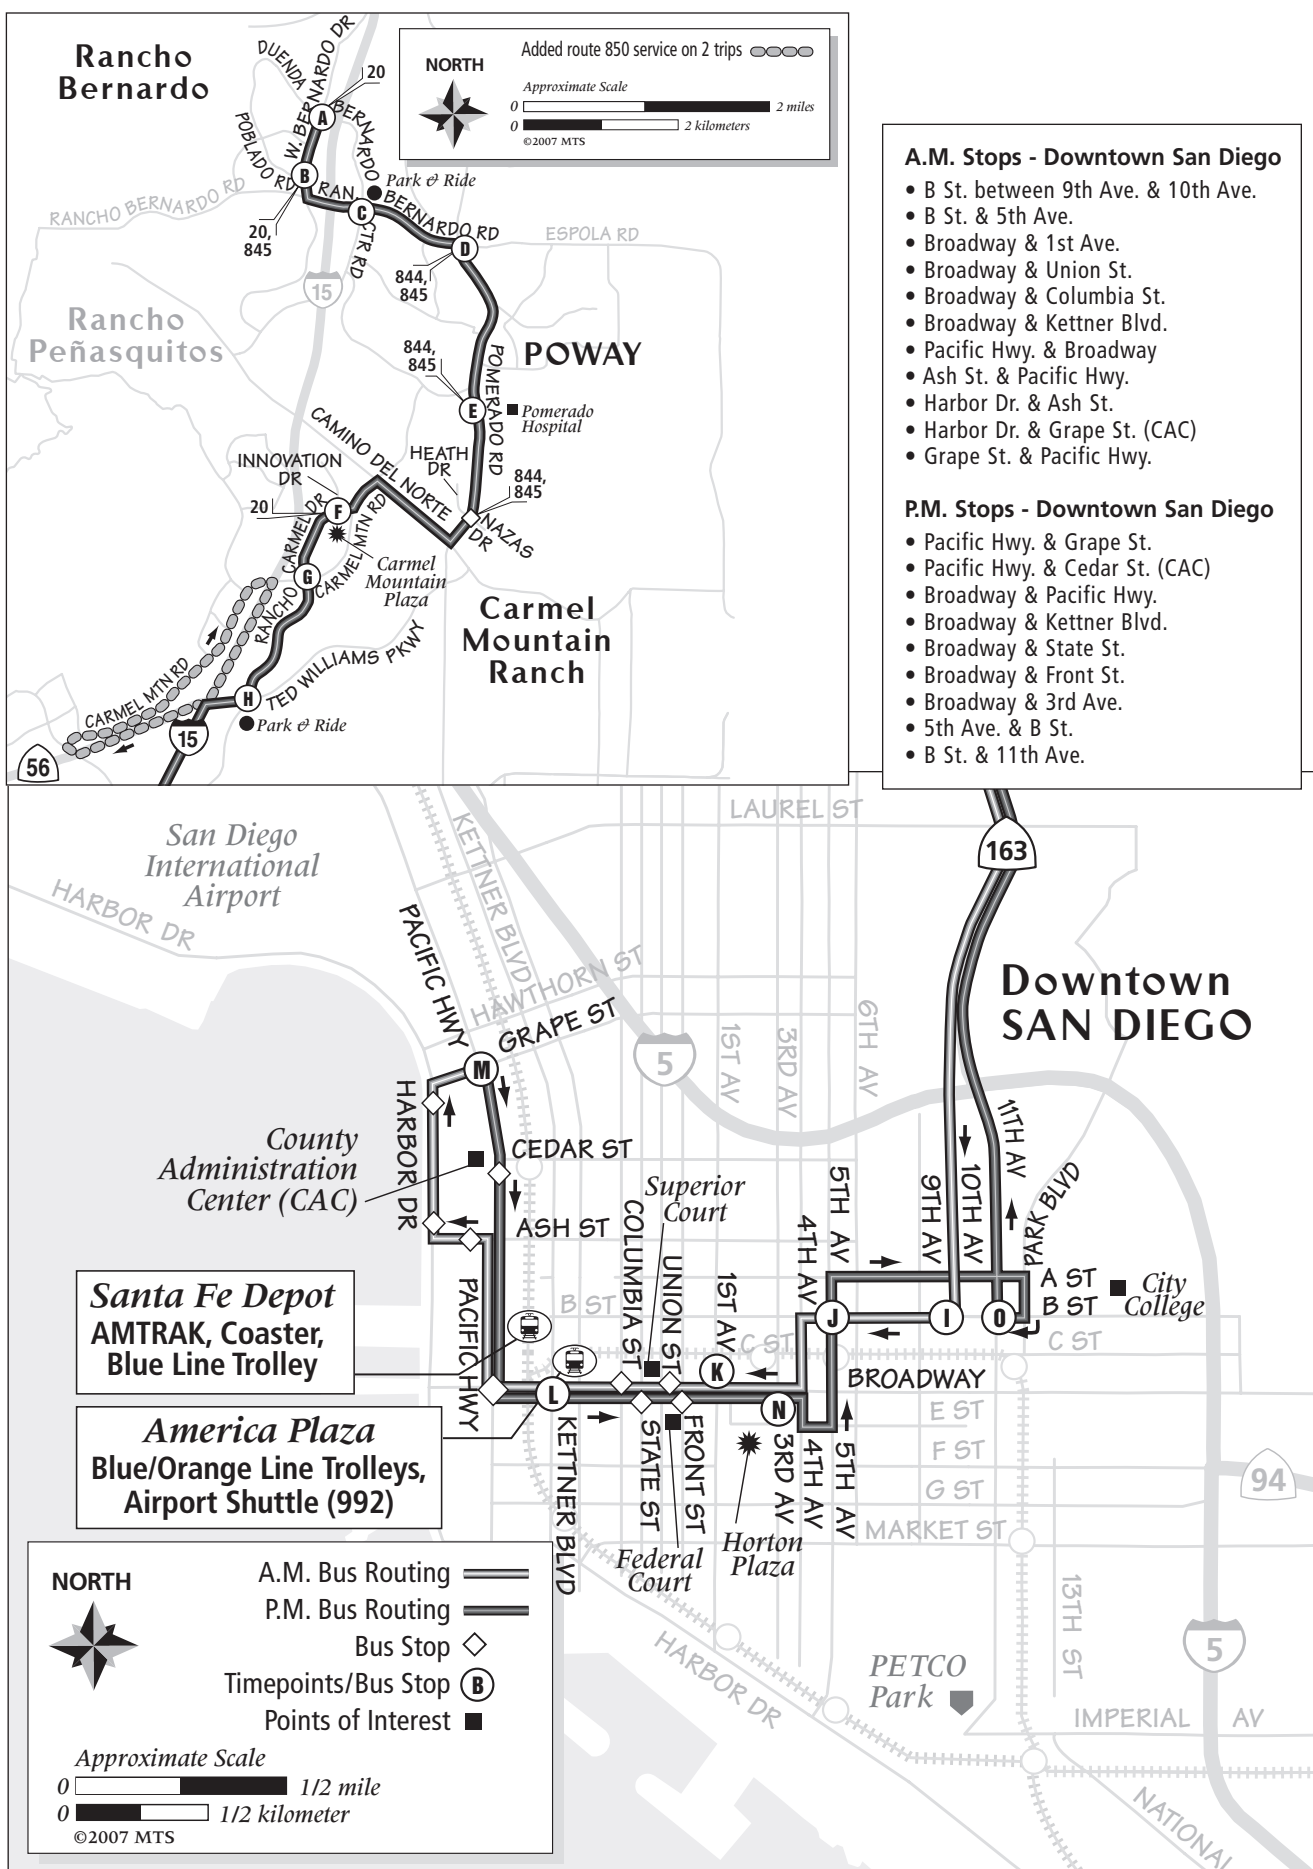 Rancho
Bernardo
DUENDA
W. BERNARDO DR
20
BERNARDO
CTR RD
POBLADO RD
A
B
RAN.
BERNARDO RD
Park & Ride
RANCHO BERNARDO RD
C
D
20,
845
844,
845
ESPOLA RD
15
NORTH
Added route 850 service on 2 trips
Approximate Scale
0
2 miles
0
2 kilometers
©2007 MTS
Rancho
Peñasquitos
844,
845
POWAY
POMERADO RD
E
Pomerado
Hospital
CAMINO DEL NORTE
HEATH
DR
INNOVATION
DR
844,
845
20
F
CARMEL MTN RD
NAZAS
DR
RANCHO CARMEL DR
G
Carmel
Mountain
Plaza
Carmel
Mountain
Ranch
CARMEL MTN RD
TED WILLIAMS PKWY
H
Park & Ride
15
56
A.M. Stops - Downtown San Diego
• B St. between 9th Ave. & 10th Ave.
• B St. & 5th Ave.
• Broadway & 1st Ave.
• Broadway & Union St.
• Broadway & Columbia St.
• Broadway & Kettner Blvd.
• Pacific Hwy. & Broadway
• Ash St. & Pacific Hwy.
• Harbor Dr. & Ash St.
• Harbor Dr. & Grape St. (CAC)
• Grape St. & Pacific Hwy.
P.M. Stops - Downtown San Diego
• Pacific Hwy. & Grape St.
• Pacific Hwy. & Cedar St. (CAC)
• Broadway & Pacific Hwy.
• Broadway & Kettner Blvd.
• Broadway & State St.
• Broadway & Front St.
• Broadway & 3rd Ave.
• 5th Ave. & B St.
• B St. & 11th Ave.
San Diego
International
Airport
HARBOR DR
KETTNER BLVD
LAUREL ST
163
PACIFIC HWY
HAWTHORN ST
GRAPE ST
Downtown
SAN DIEGO
5
1ST AV
3RD AV
6TH AV
M
HARBOR DR
11TH AV
County
Administration
Center (CAC)
CEDAR ST
ASH ST
Superior
Court
COLUMBIA ST
UNION ST
1ST AV
4TH AV
5TH AV
9TH AV
10TH AV
PARK BLVD
A ST
B ST
C ST
City
College
B ST
C ST
J
I
O
K
Santa Fe Depot
AMTRAK, Coaster,
Blue Line Trolley
PACIFIC HWY
L
N
BROADWAY
America Plaza
Blue/Orange Line Trolleys,
Airport Shuttle (992)
KETTNER BLVD
STATE ST
FRONT ST
3RD AV
4TH AV
5TH AV
E ST
F ST
G ST
MARKET ST
94
Federal
Court
Horton
Plaza
13TH ST
5
HARBOR DR
PETCO
Park
IMPERIAL AV
NATIONAL
NORTH
A.M. Bus Routing
P.M. Bus Routing
Bus Stop
Timepoints/Bus Stop
B
Points of Interest
Approximate Scale
0
1/2 mile
0
1/2 kilometer
©2007 MTS